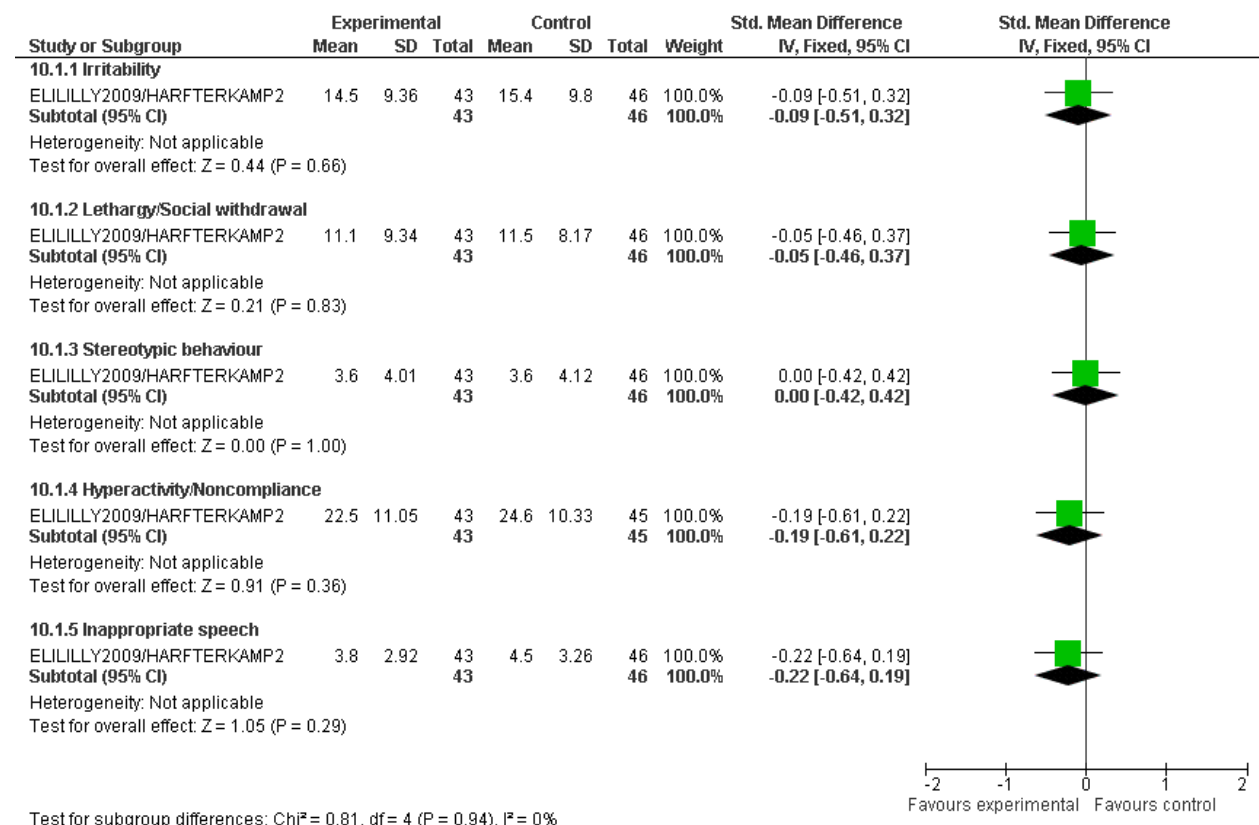 Experimental Control Std. Mean Difference Std. Mean Difference
Study or Subgroup Mean SD Total Mean SD Total Weight IV, Fixed, 95% CI IV, Fixed, 95% CI
10.1.1 Irritability
ELILILLY2009/HARFTERKAMP2 14.5 9.36 43 15.4 9.8 46 100.0% -0.09 [-0.51, 0.32]
Subtotal (95% CI) 43 46 100.0% -0.09 [-0.51, 0.32]
Heterogeneity: Not applicable
Test for overall effect: Z = 0.44 (P = 0.66)
10.1.2 Lethargy/Social withdrawal
ELILILLY2009/HARFTERKAMP2 11.1 9.34 43 11.5 8.17 46 100.0% -0.05 [-0.46, 0.37]
Subtotal (95% CI) 43 46 100.0% -0.05 [-0.46, 0.37]
Heterogeneity: Not applicable
Test for overall effect: Z = 0.21 (P = 0.83)
10.1.3 Stereotypic behaviour
ELILILLY2009/HARFTERKAMP2 3.6 4.01 43 3.6 4.12 46 100.0% 0.00 [-0.42, 0.42]
Subtotal (95% CI) 43 46 100.0% 0.00 [-0.42, 0.42]
Heterogeneity: Not applicable
Test for overall effect: Z = 0.00 (P = 1.00)
10.1.4 Hyperactivity/Noncompliance
ELILILLY2009/HARFTERKAMP2 22.5 11.05 43 24.6 10.33 45 100.0% -0.19 [-0.61, 0.22]
Subtotal (95% CI) 43 45 100.0% -0.19 [-0.61, 0.22]
Heterogeneity: Not applicable
Test for overall effect: Z = 0.91 (P = 0.36)
10.1.5 Inappropriate speech
ELILILLY2009/HARFTERKAMP2 3.8 2.92 43 4.5 3.26 46 100.0% -0.22 [-0.64, 0.19]
Subtotal (95% CI) 43 46 100.0% -0.22 [-0.64, 0.19]
Heterogeneity: Not applicable
Test for overall effect: Z = 1.05 (P = 0.29)
-2 -1 0 1 2
Favours experimental Favours control
Test for subgroup differences: Chi² = 0.81, df = 4 (P = 0.94), I² = 0%